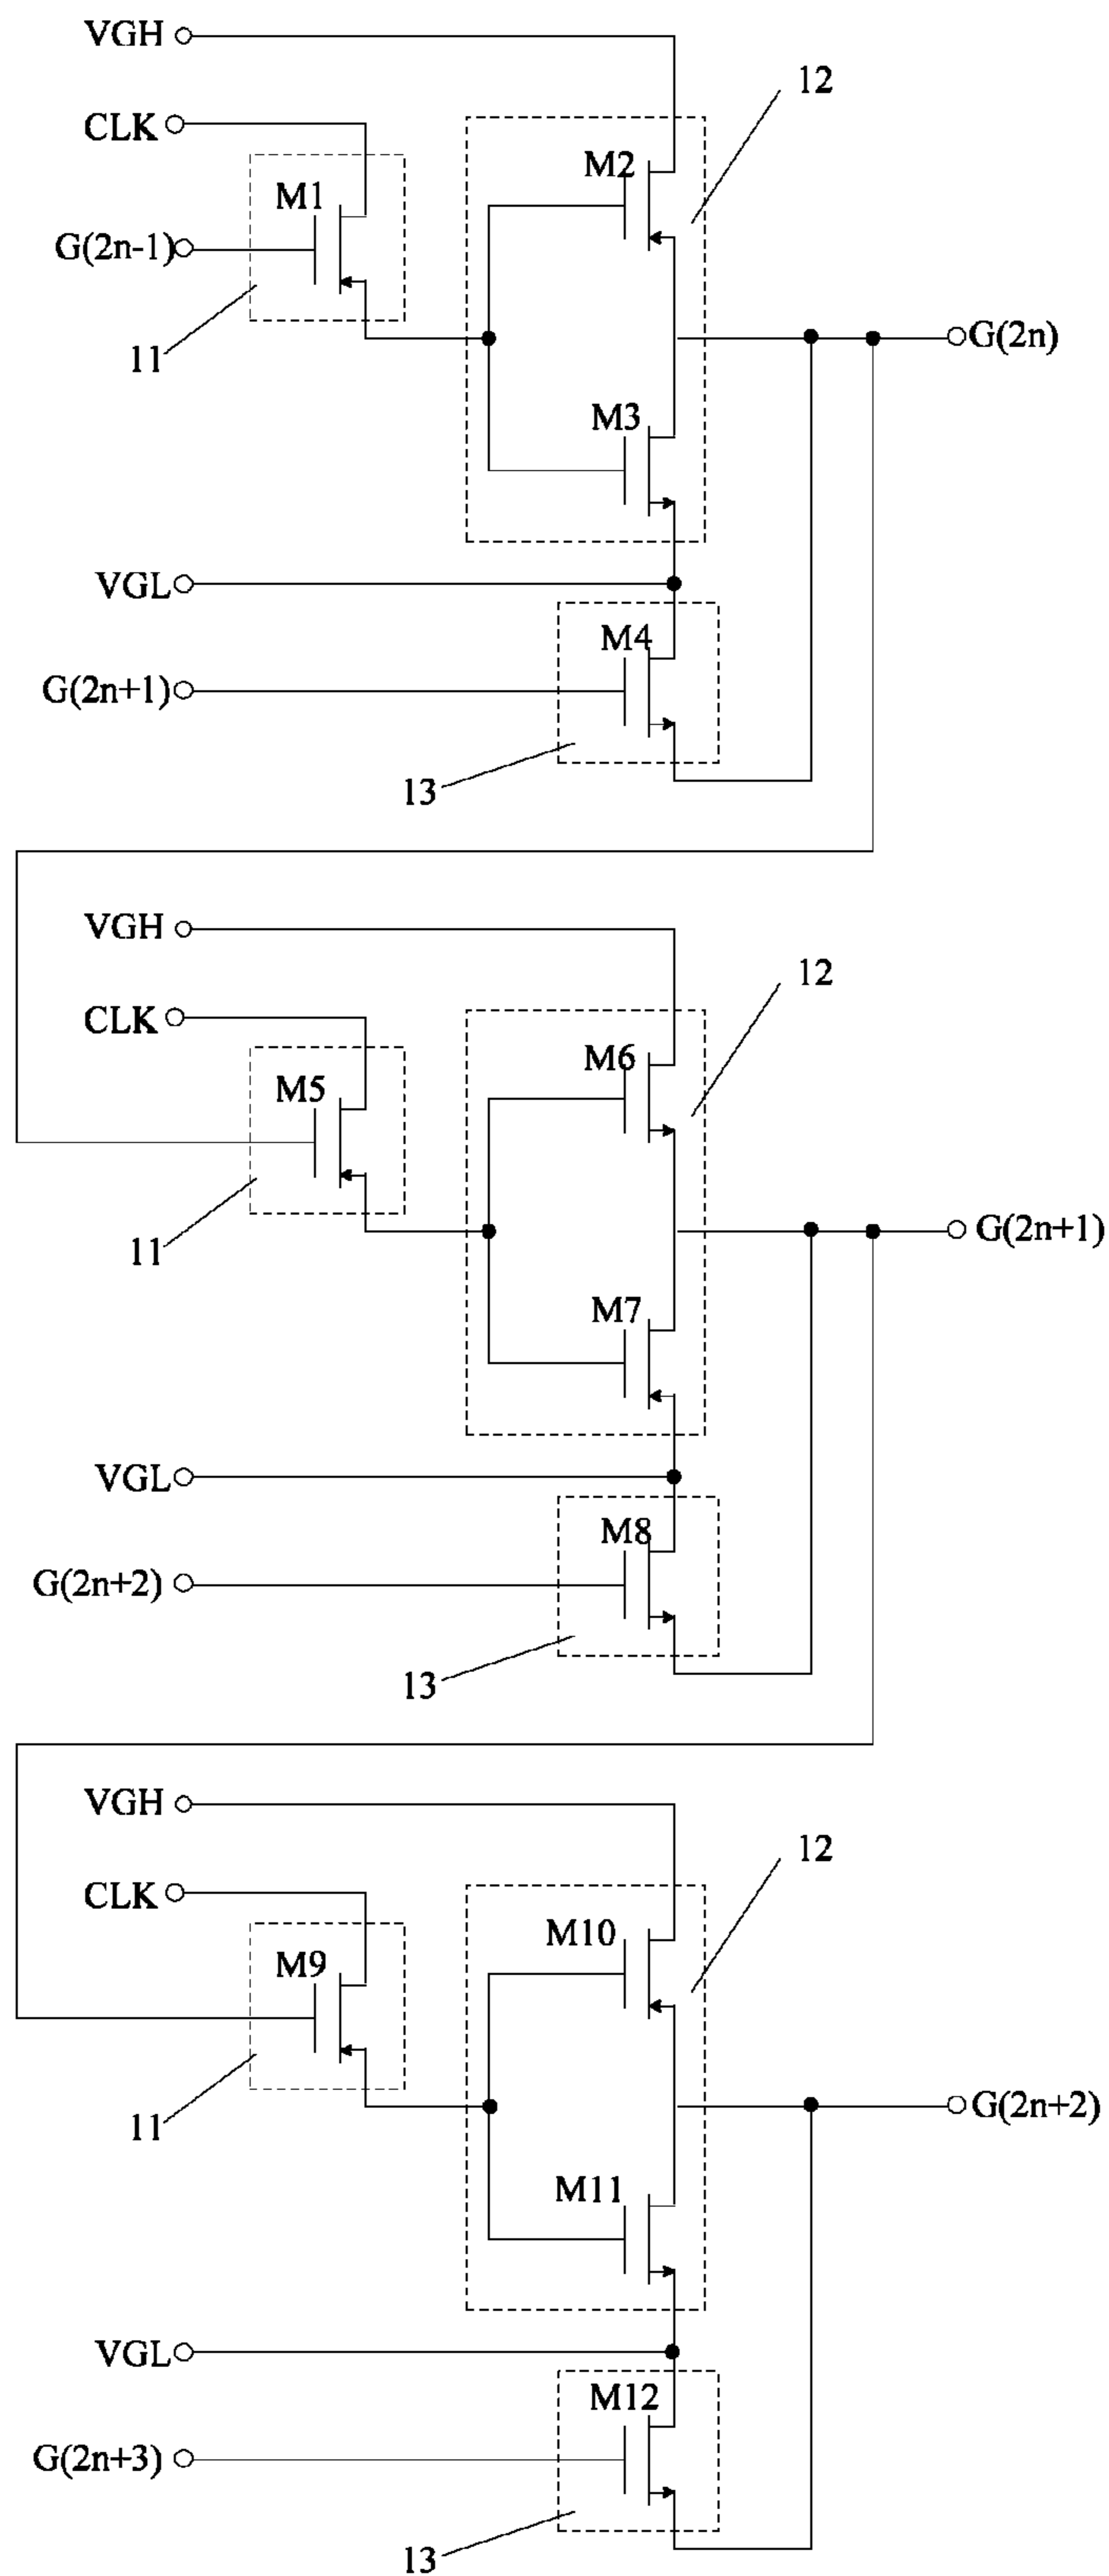 VGH
12
CLK
M2
M1
G(2n-1)
11
G(2n)
M3
VGL
M4
G(2n+1)
13
VGH
12
CLK
M6
M5
11
G(2n+1)
M7
VGL
M8
G(2n+2)
13
VGH
12
CLK
M10
M9
11
G(2n+2)
M11
VGL
M12
G(2n+3)
13